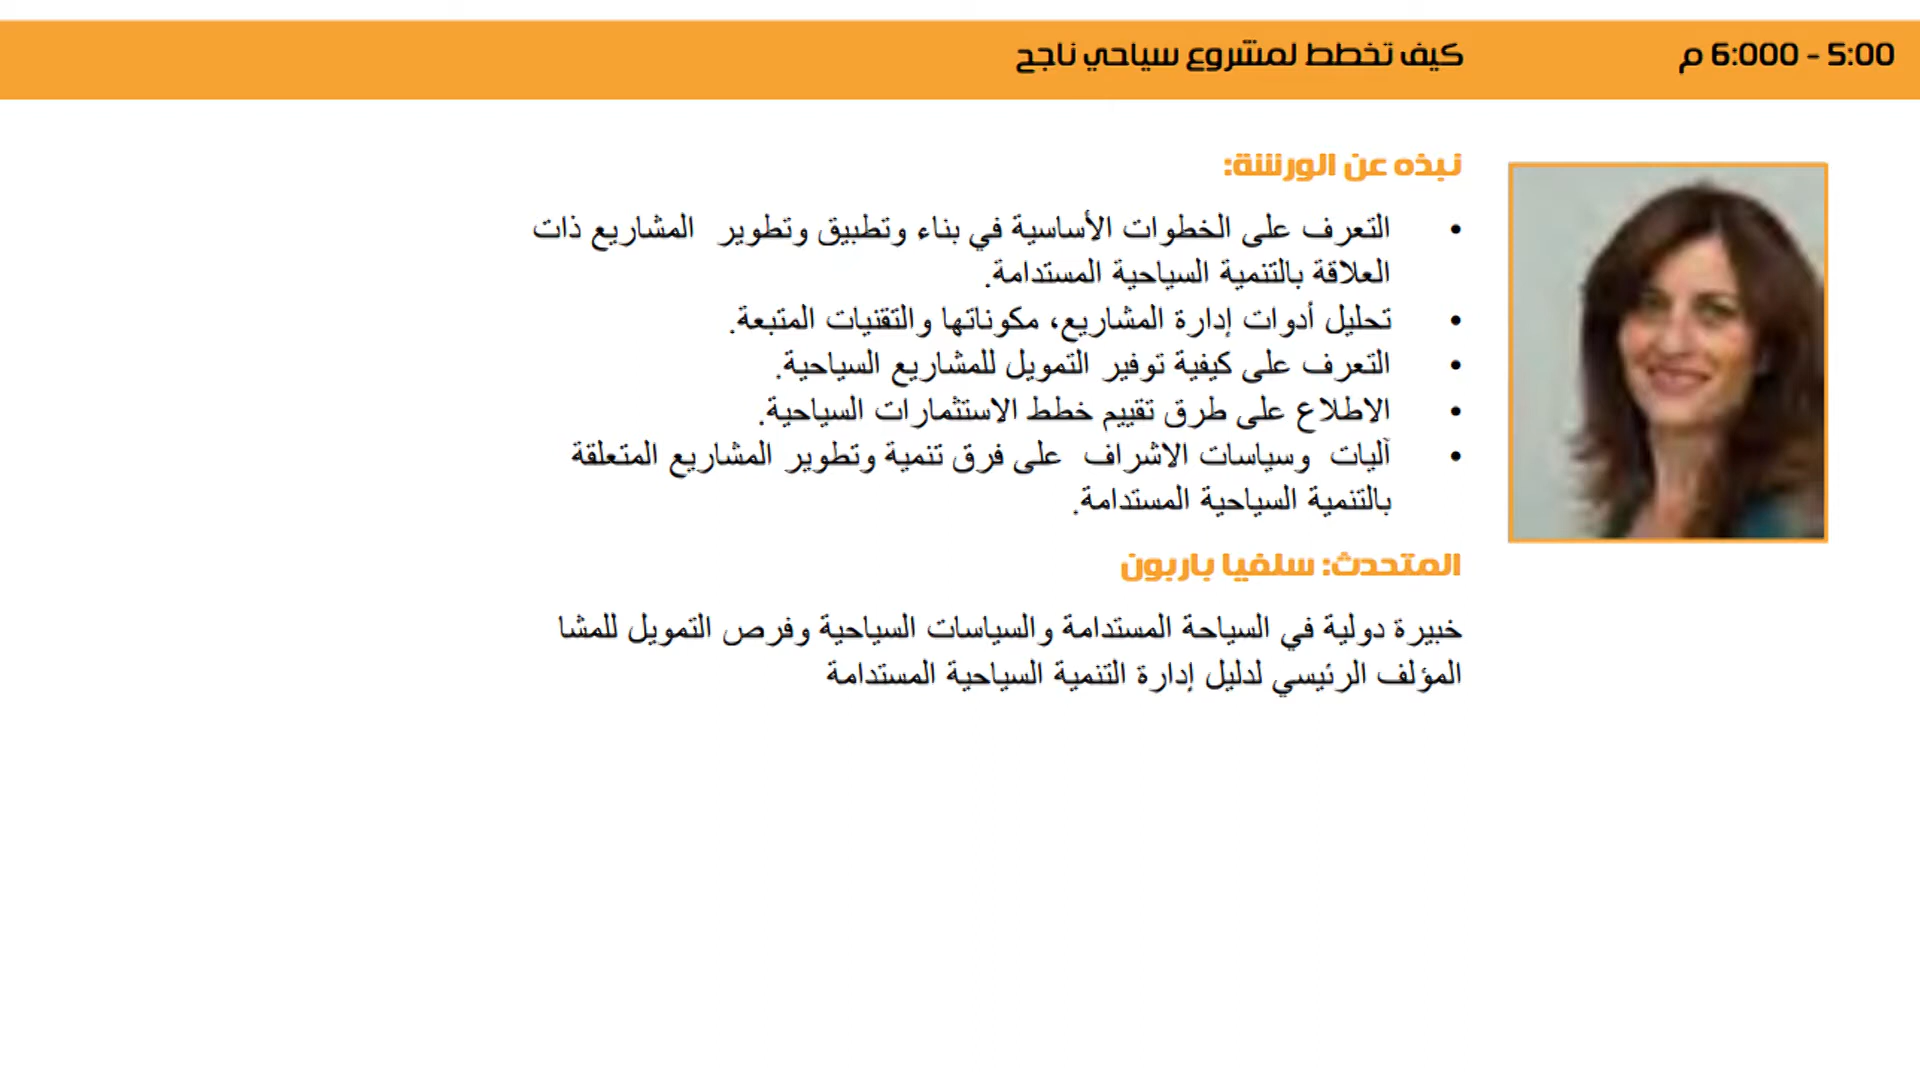 5:00 - 6:000 م
كيف تخطط لمشروع سياحي ناجح
نبذه عن الورشة:
• التعرف على الخطوات الأساسية في بناء وتطبيق وتطوير المشاريع ذات
العلاقة بالتنمية السياحية المستدامة.
• تحليل أدوات إدارة المشاريع، مكوناتها والتقنيات المتبعة.
• التعرف على كيفية توفير التمويل للمشاريع السياحية.
• الاطلاع على طرق تقييم خطط الاستثمارات السياحية.
• آليات وسياسات الاشراف على فرق تنمية وتطوير المشاريع المتعلقة
بالتنمية السياحية المستدامة.
المتحدث: سلفيا باربون
خبيرة دولية في السياحة المستدامة والسياسات السياحية وفرص التمويل للمشا
المؤلف الرئيسي لدليل إدارة التنمية السياحية المستدامة